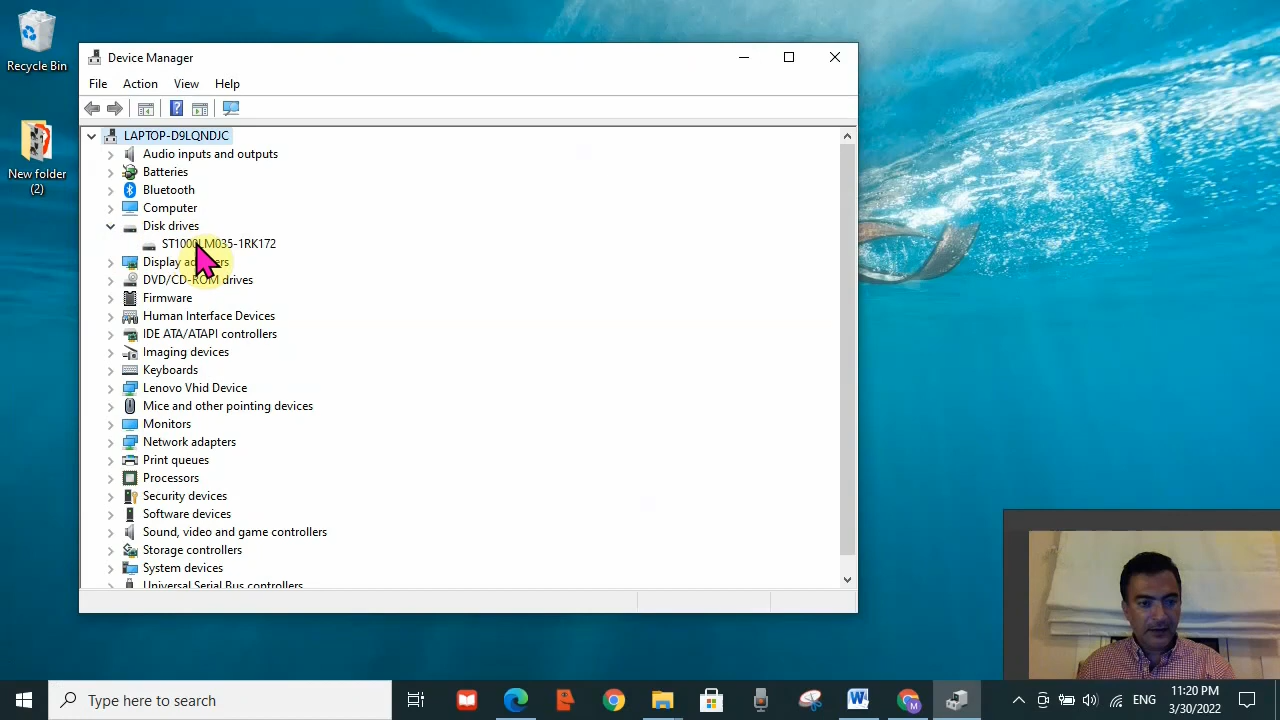 Recycle Bin
New folder
(2)
Device Manager
File Action View Help
LAPTOP-D9LQNDJC
Audio inputs and outputs
Batteries
Bluetooth
Computer
Disk drives
ST1000LM035-1RK172
Display adapters
DVD/CD-ROM drives
Firmware
Human Interface Devices
IDE ATA/ATAPI controllers
Imaging devices
Keyboards
Lenovo Vhid Device
Mice and other pointing devices
Monitors
Network adapters
Print queues
Processors
Security devices
Software devices
Sound, video and game controllers
Storage controllers
System devices
Universal Serial Bus controllers
Type here to search
ENG
11:20 PM
3/30/2022